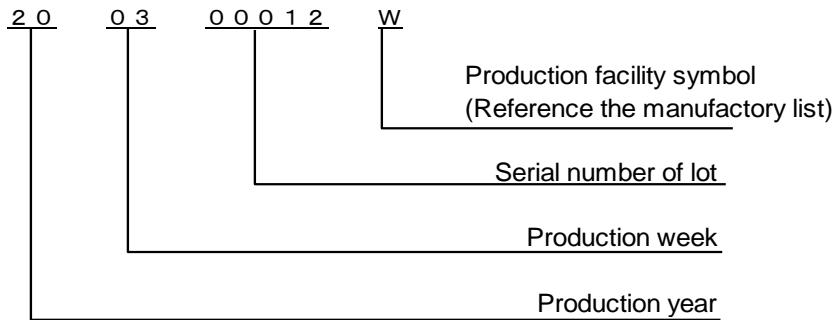 ２０ ０３ ０００１２ W
Production facility symbol
(Reference the manufactory list)
Serial number of lot
Production week
Production year